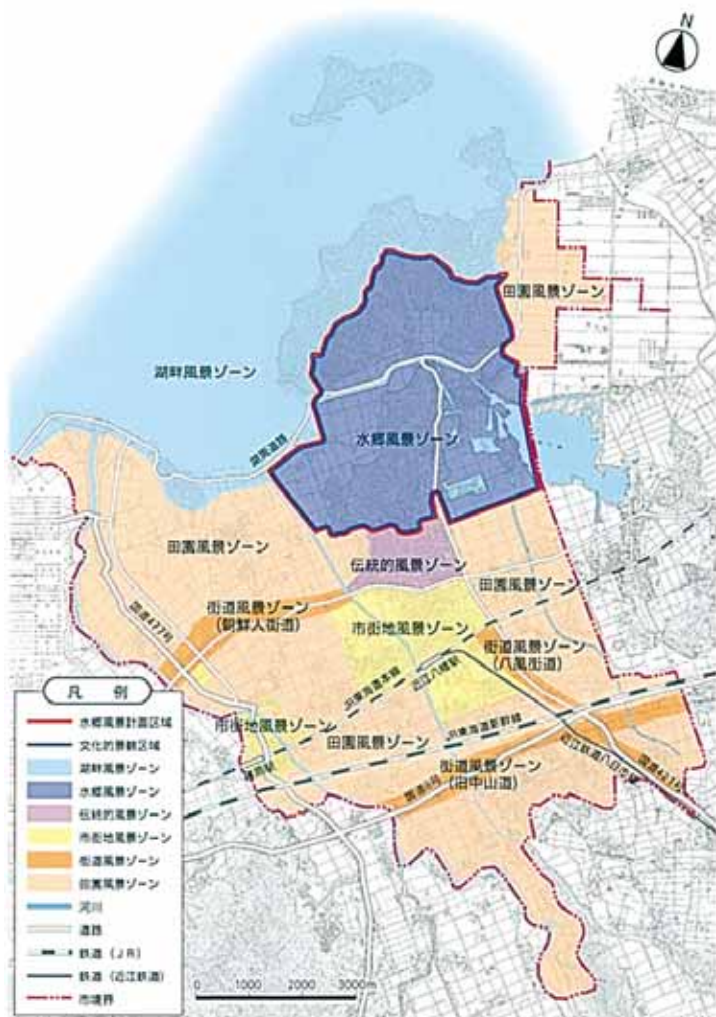 N
田園風景ゾーン
湖畔風景ゾーン
水郷風景ゾーン
湖周道路
田園風景ゾーン
伝統的風景ゾーン
田園風景ゾーン
街道風景ゾーン
(朝鮮人街道)
国道477号
市街地風景ゾーン
街道風景ゾーン
(八風街道)
近江八幡駅
JR東海道本線
JR東海道新幹線
市街地風景ゾーン
田園風景ゾーン
街道風景ゾーン
(旧中山道)
国道8号
近江鉄道八日市線
国道421号
凡 例
水郷風景計画区域
文化的景観区域
湖畔風景ゾーン
水郷風景ゾーン
伝統的風景ゾーン
市街地風景ゾーン
街道風景ゾーン
田園風景ゾーン
河川
道路
鉄道(JR)
鉄道(近江鉄道)
市境界
0 1000 2000 3000m